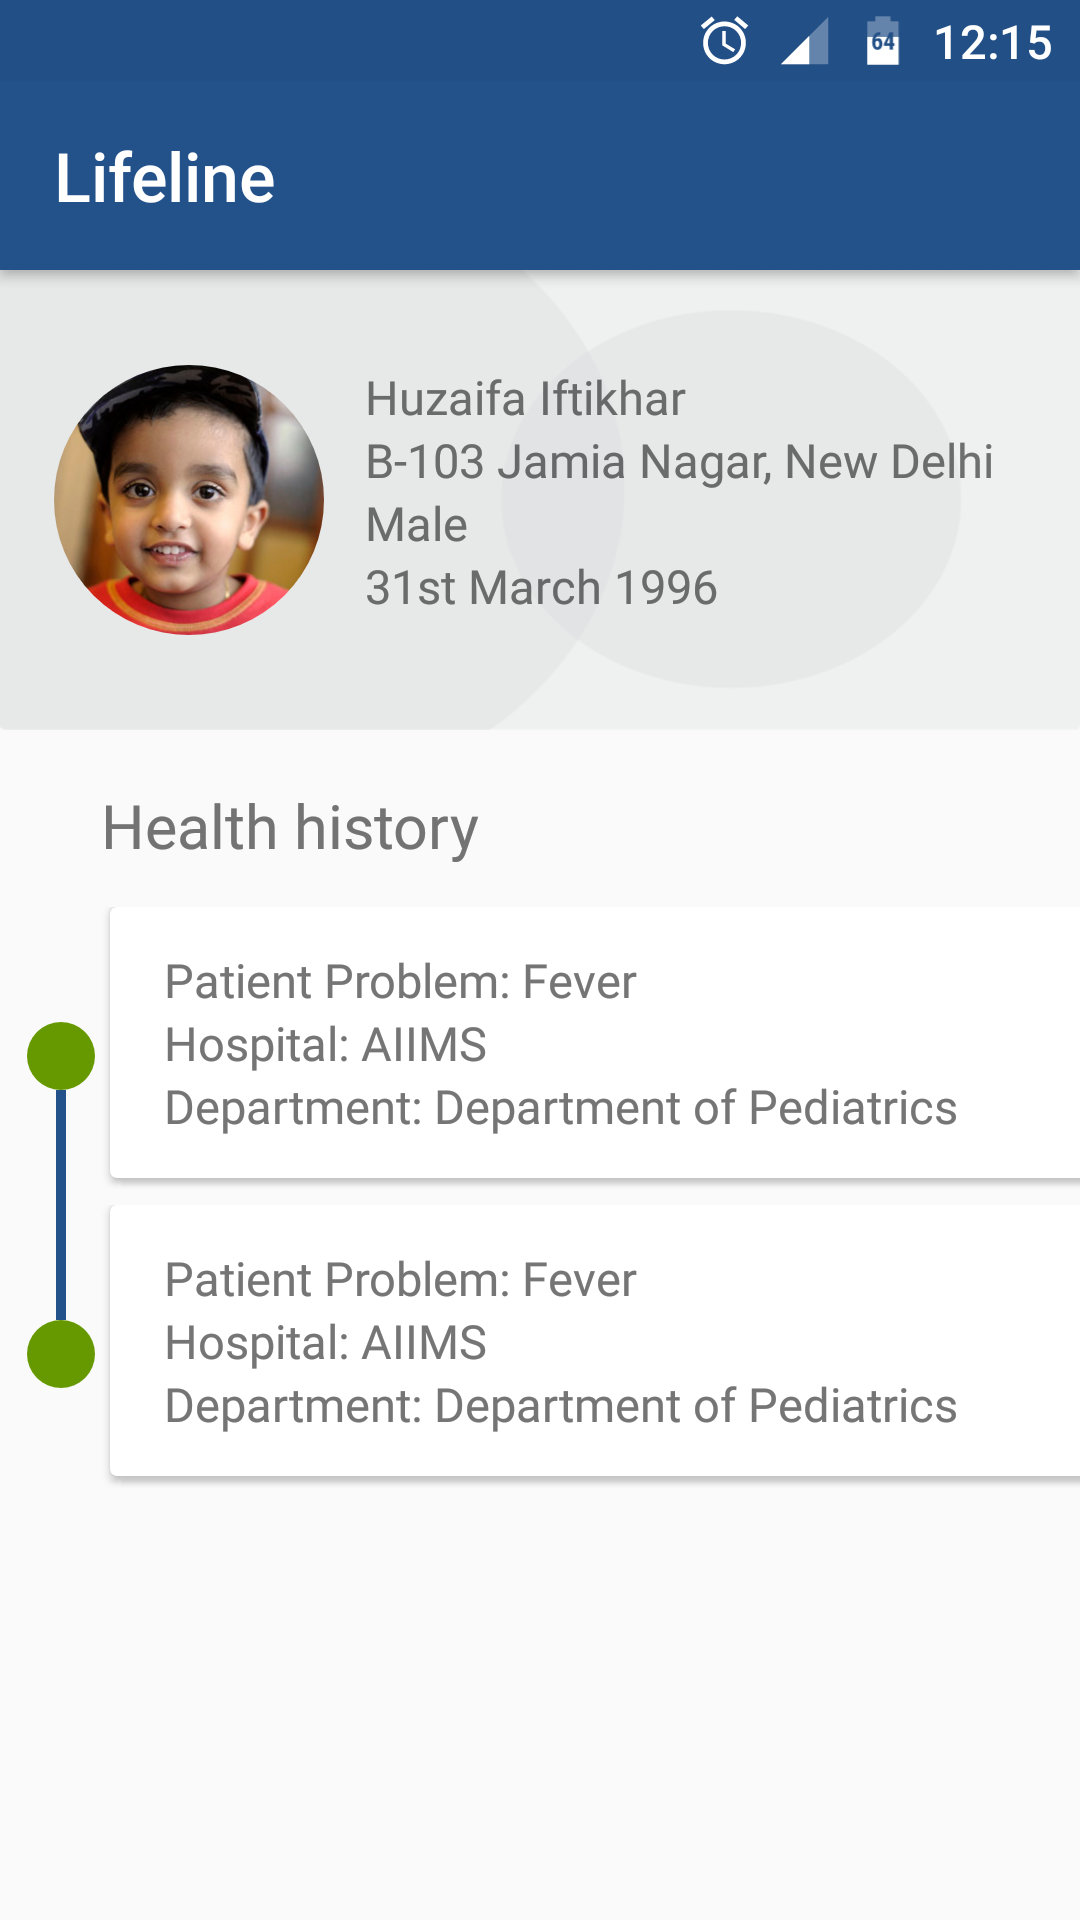 64 12:15
Lifeline
Huzaifa Iftikhar
B-103 Jamia Nagar, New Delhi
Male
31st March 1996
Health history
Patient Problem: Fever
Hospital: AIIMS
Department: Department of Pediatrics
Patient Problem: Fever
Hospital: AIIMS
Department: Department of Pediatrics